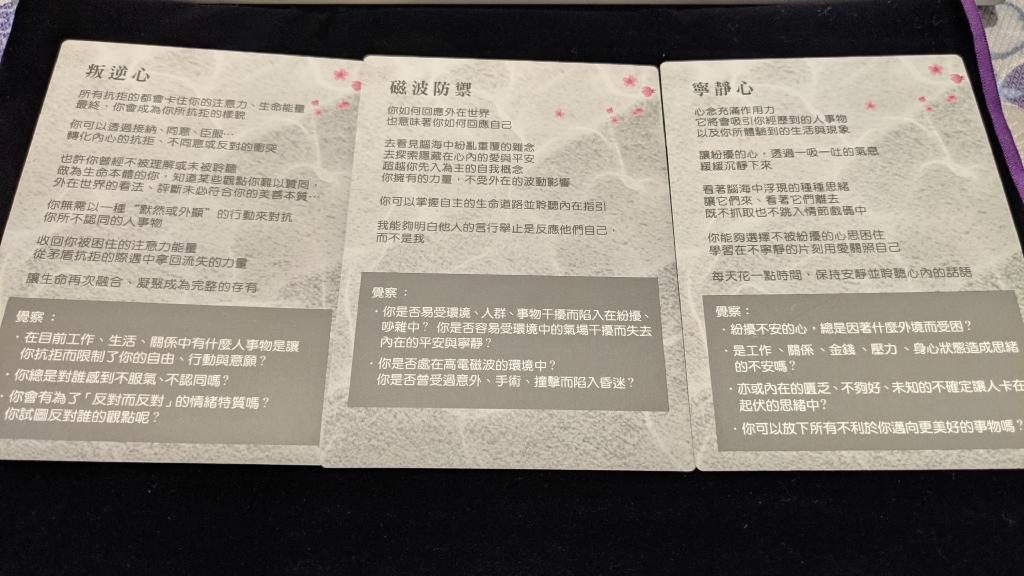 叛逆心
所有抗拒的都會卡住你的注意力、生命能量
最終，你會成為你所抗拒的樣貌
你可以透過接納、同意、臣服…
轉化內心的抗拒、不同意或反對的衝突
也許你曾經不被理解或未被聆聽
做為生命本體的你，知道某些觀點你難以贊同，
外在世界的看法、評斷未必符合你的美善本質…
你無需以一種“默然或外顯”的行動來對抗
你所不認同的人事物
收回你被困住的注意力能量
從矛盾抗拒的際遇中拿回流失的力量
讓生命再次融合、凝聚成為完整的存有
覺察：
·在目前工作、生活、關係中有什麼人事物是讓
你抗拒而限制了你的自由、行動與意願？
·你總是對誰感到不服氣、不認同嗎？
·你會有為了「反對而反對」的情緒特質嗎？
你試圖反對誰的觀點呢？
磁波防禦
你如何回應外在世界
也意味著你如何回應自己
去看見腦海中紛亂重覆的雜念
去探索隱藏在心內的愛與平安
超越你先入為主的自我概念
你擁有的力量，不受外在的波動影響
你可以掌握自主的生命道路並聆聽內在指引
我能夠明白他人的言行舉止是反應他們自己，
而不是我
覺察：
·你是否易受環境、人群、事物干擾而陷入在紛擾、
吵雜中？ 你是否容易受環境中的氣場干擾而失去
內在的平安與寧靜？
·你是否處在高電磁波的環境中？
你是否曾受過意外、手術、撞擊而陷入昏迷？
寧靜心
心念充滿作用力
它將會吸引你經歷到的人事物
以及你所體驗到的生活與現象
讓紛擾的心，透過一吸一吐的氣息
緩緩沉靜下來
看著腦海中浮現的種種思緒
讓它們來、看著它們離去
既不抓取也不跳入情節戲碼中
你能夠選擇不被紛擾的心思困住
學習在不寧靜的片刻用愛關照自己
每天花一點時間，保持安靜並聆聽心內的話語
覺察：
·紛擾不安的心，總是因著什麼外境而受困？
·是工作、關係、金錢、壓力、身心狀態造成思緒
的不安嗎？
·亦或內在的匱乏、不夠好、未知的不確定讓人卡在
起伏的思緒中？
·你可以放下所有不利於你邁向更美好的事物嗎？